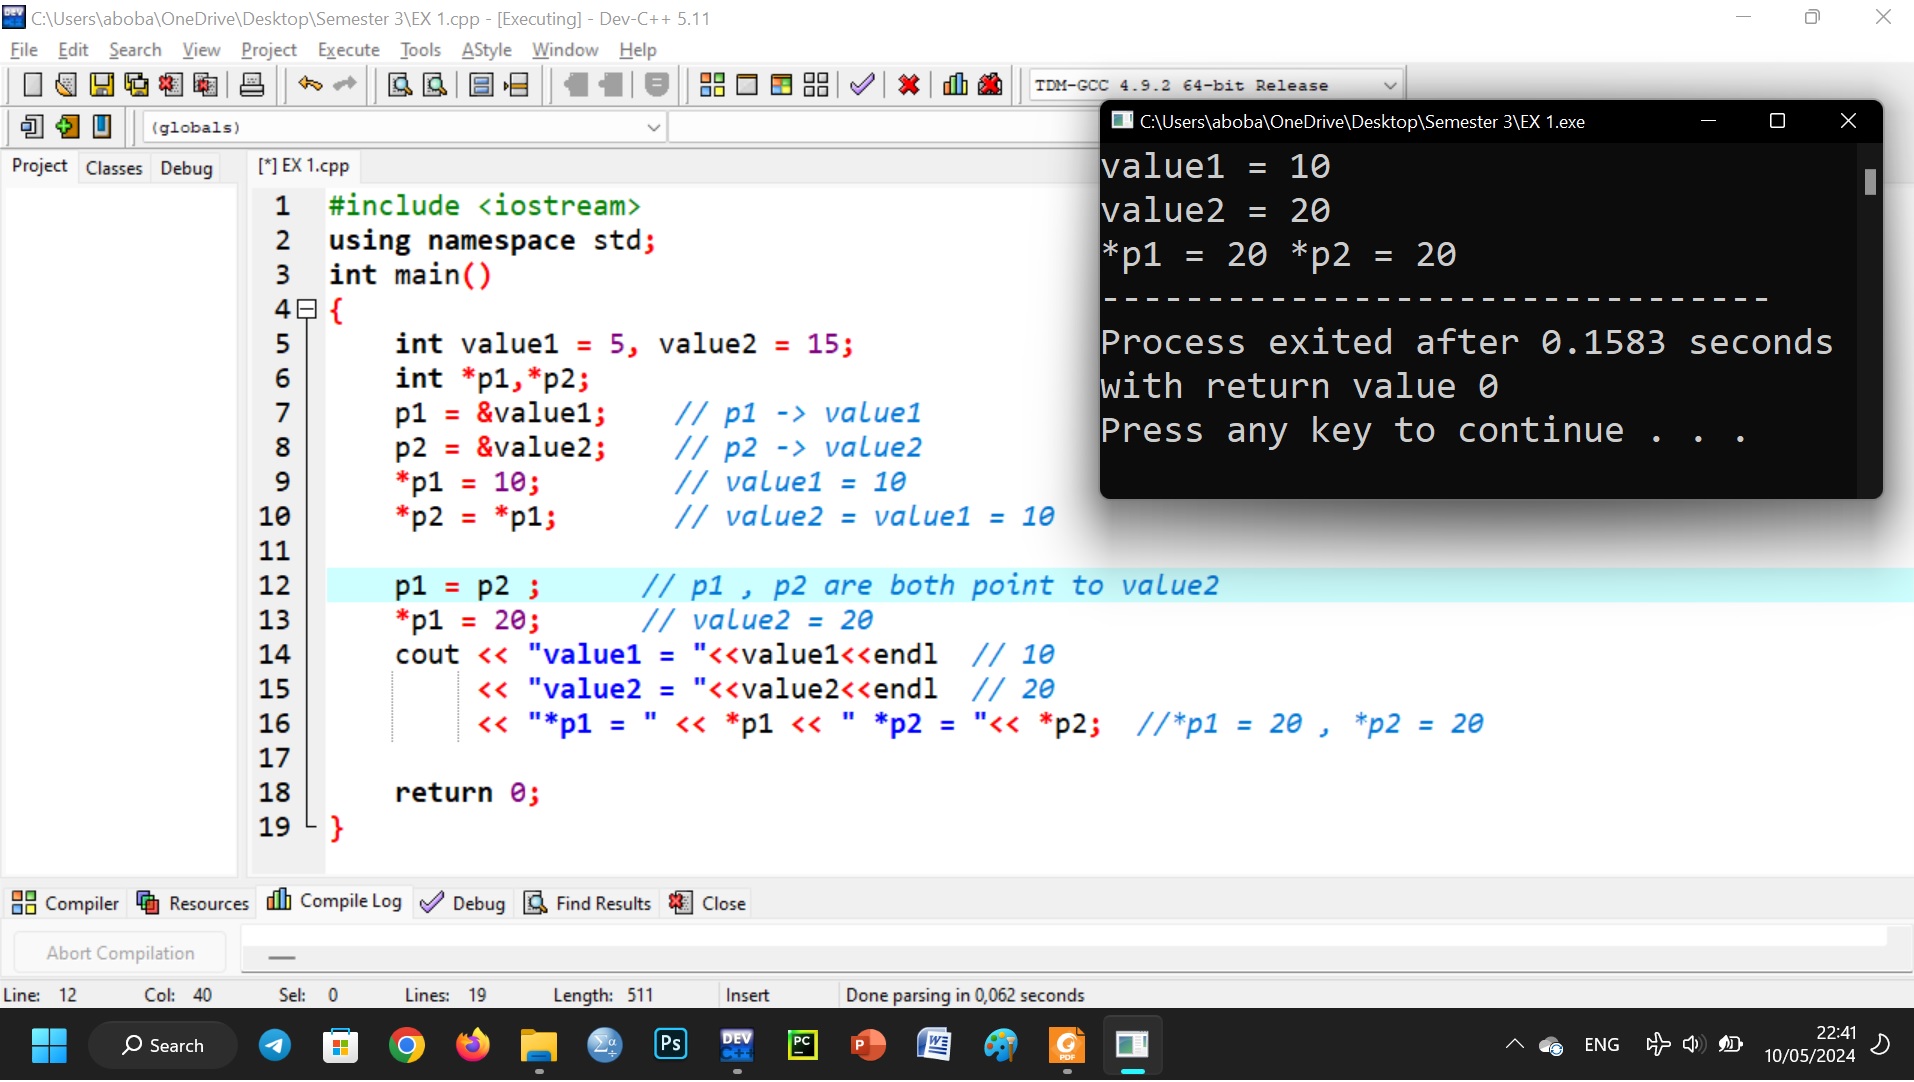 C:\Users\aboba\OneDrive\Desktop\Semester 3\EX 1.cpp - [Executing] - Dev-C++ 5.11
File Edit Search View Project Execute Tools AStyle Window Help
TDM-GCC 4.9.2 64-bit Release
(globals)
Project Classes Debug
[*] EX 1.cpp
1 #include <iostream>
2 using namespace std;
3 int main()
4 {
5 int value1 = 5, value2 = 15;
6 int *p1,*p2;
7 p1 = &value1; // p1 -> value1
8 p2 = &value2; // p2 -> value2
9 *p1 = 10; // value1 = 10
10 *p2 = *p1; // value2 = value1 = 10
11
12 p1 = p2 ; // p1 , p2 are both point to value2
13 *p1 = 20; // value2 = 20
14 cout << "value1 = "<<value1<<endl // 10
15 << "value2 = "<<value2<<endl // 20
16 << "*p1 = " << *p1 << " *p2 = "<< *p2; //*p1 = 20 , *p2 = 20
17
18 return 0;
19 }
C:\Users\aboba\OneDrive\Desktop\Semester 3\EX 1.exe
value1 = 10
value2 = 20
*p1 = 20 *p2 = 20
--------------------------------
Process exited after 0.1583 seconds
with return value 0
Press any key to continue . . .
Compiler Resources Compile Log Debug Find Results Close
Abort Compilation
Line: 12 Col: 40 Sel: 0 Lines: 19 Length: 511 Insert Done parsing in 0,062 seconds
Search
Ps
DEV C++
PC
P
W
PDF
ENG
22:41
10/05/2024